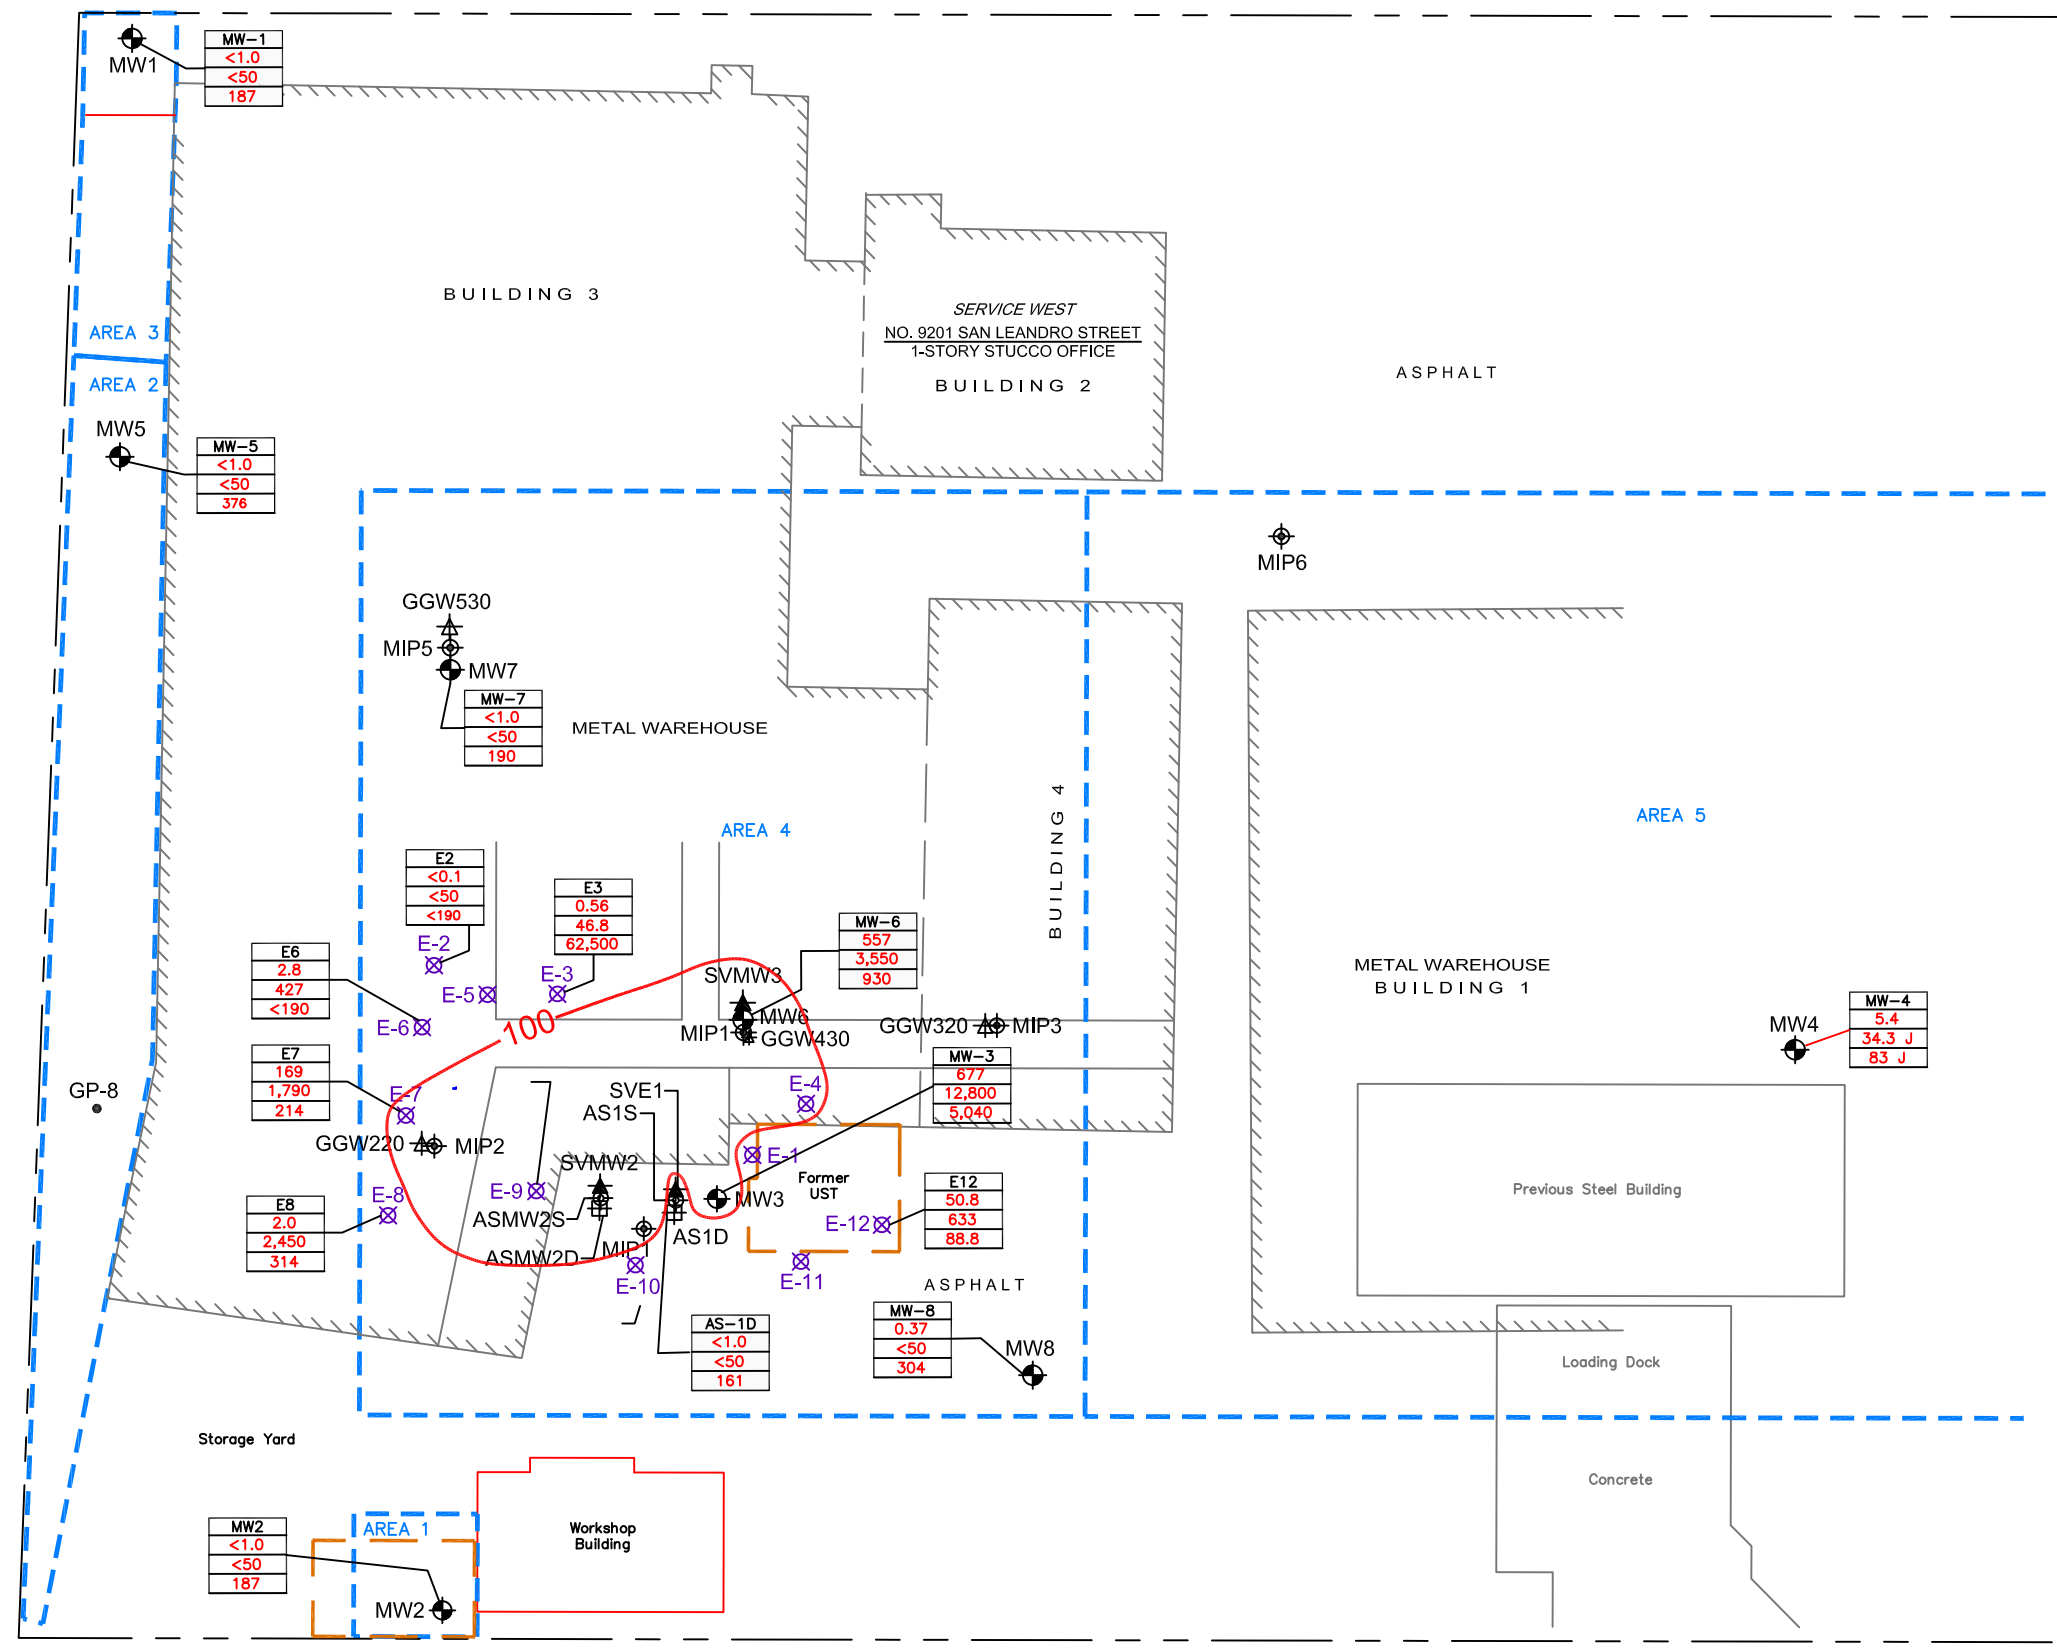 MW1
MW-1
<1.0
<50
187
BUILDING 3
SERVICE WEST
NO. 9201 SAN LEANDRO STREET
1-STORY STUCCO OFFICE
BUILDING 2
ASPHALT
AREA 3
AREA 2
MW5
MW-5
<1.0
<50
376
MIP6
GGW530
MIP5
MW7
MW-7
<1.0
<50
190
METAL WAREHOUSE
BUILDING 4
AREA 4
AREA 5
E2
<0.1
<50
<190
E3
0.56
46.8
62,500
MW-6
557
3,550
930
E6
2.8
427
<190
E-2
E-3
E-5
E-6
SVMW3
MW6
MIP1
GGW430
GGW320
MIP3
100
METAL WAREHOUSE
BUILDING 1
MW-4
5.4
34.3 J
83 J
MW4
E7
169
1,790
214
MW-3
677
12,800
5,040
GP-8
E-7
SVE1
AS1S
E-4
GGW220
MIP2
SVMW2
E-1
Former
UST
E12
50.8
633
88.8
Previous Steel Building
E8
2.0
2,450
314
E-8
E-9
ASMW2S
MW3
E-12
AS1D
MIP1
ASMW2D
E-10
E-11
ASPHALT
AS-1D
<1.0
<50
161
MW-8
0.37
<50
304
MW8
Loading Dock
Storage Yard
Concrete
MW2
<1.0
<50
187
AREA 1
Workshop
Building
MW2